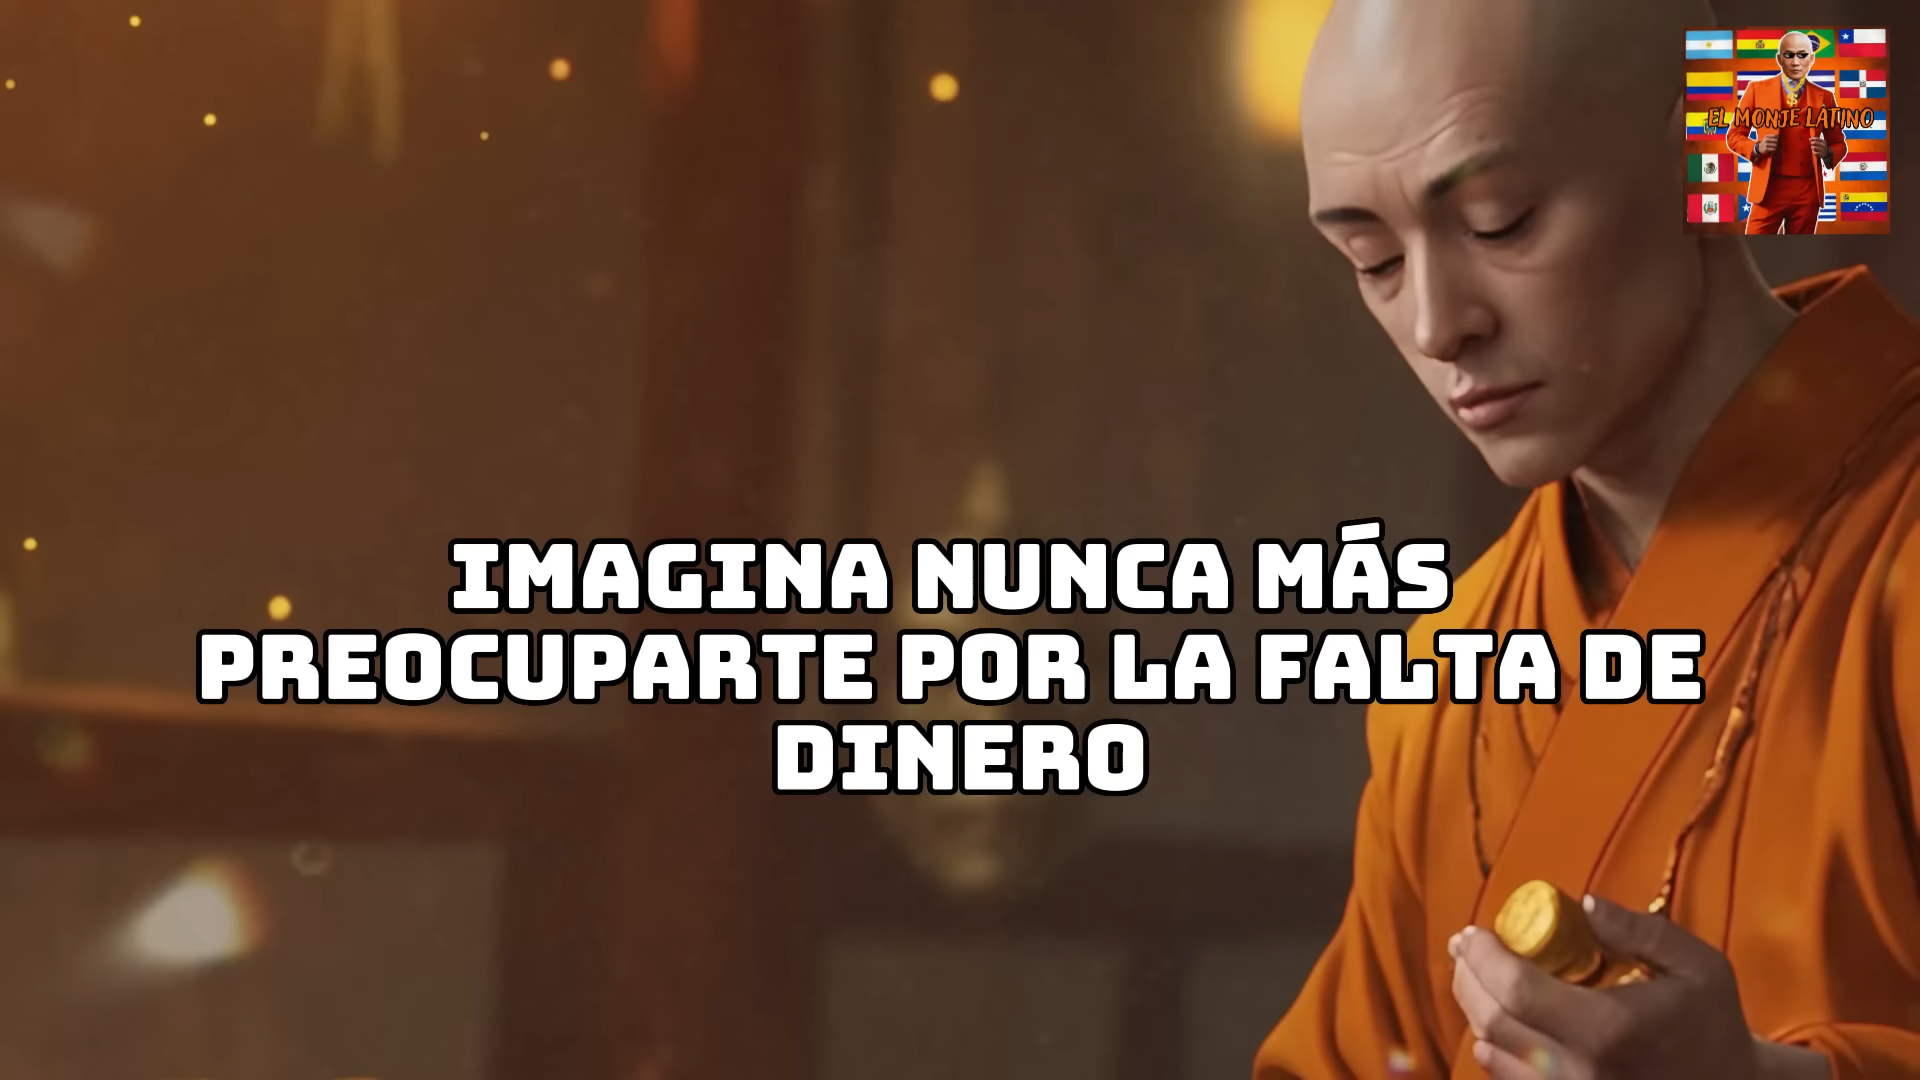 EL MONJE LATINO
IMAGINA NUNCA MÁS
PREOCUPARTE POR LA FALTA DE
DINERO